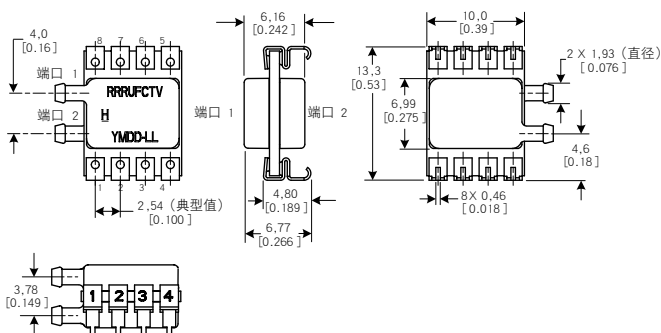 4,0
[0.16]
8 7 6 5
端口 1
端口 2
RRRUFCTV
H
YMDD-LL
1 2 3 4
2,54（典型值）
[0.100 ]
6,16
[0.242 ]
端口 1
端口 2
4,80
[0.189 ]
6,77
[0.266 ]
10,0
[0.39]
13,3
[0.53]
6,99
[0.275 ]
2 X 1,93（直径）
[0.076 ]
4,6
[0.18 ]
8X 0,46
[0.018 ]
3,78
[0.149 ]
1 2 3 4